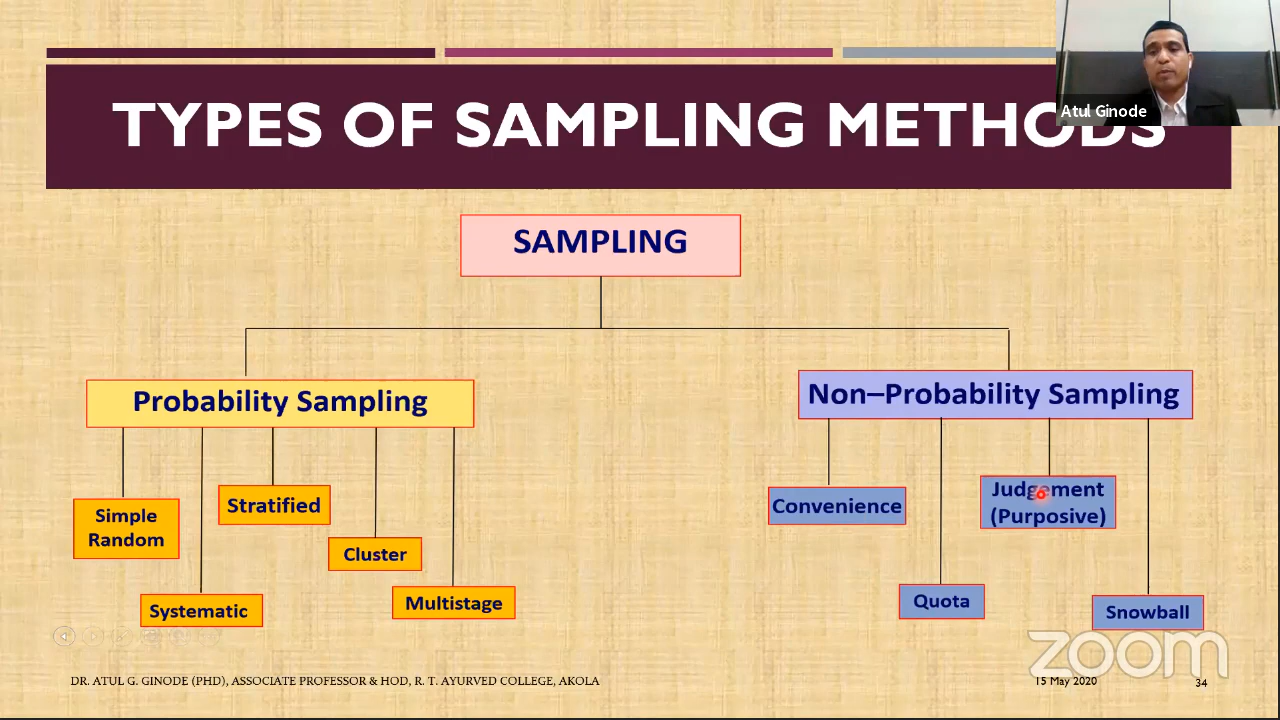 TYPES OF SAMPLING METHODS
Atul Ginode
SAMPLING
Probability Sampling
Non–Probability Sampling
Simple
Random
Systematic
Stratified
Cluster
Multistage
Convenience
Quota
Judgement
(Purposive)
Snowball
zoom
DR. ATUL G. GINODE (PHD), ASSOCIATE PROFESSOR & HOD, R. T. AYURVED COLLEGE, AKOLA
15 May 2020
34